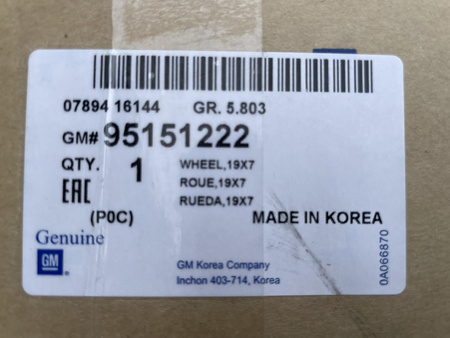 07894 16144 GR. 5.803
GM# 95151222
QTY. 1 WHEEL,19X7
ROUE,19X7
EAC RUEDA,19X7
(P0C) MADE IN KOREA
Genuine
GM
GM Korea Company
Inchon 403-714, Korea
0A066870